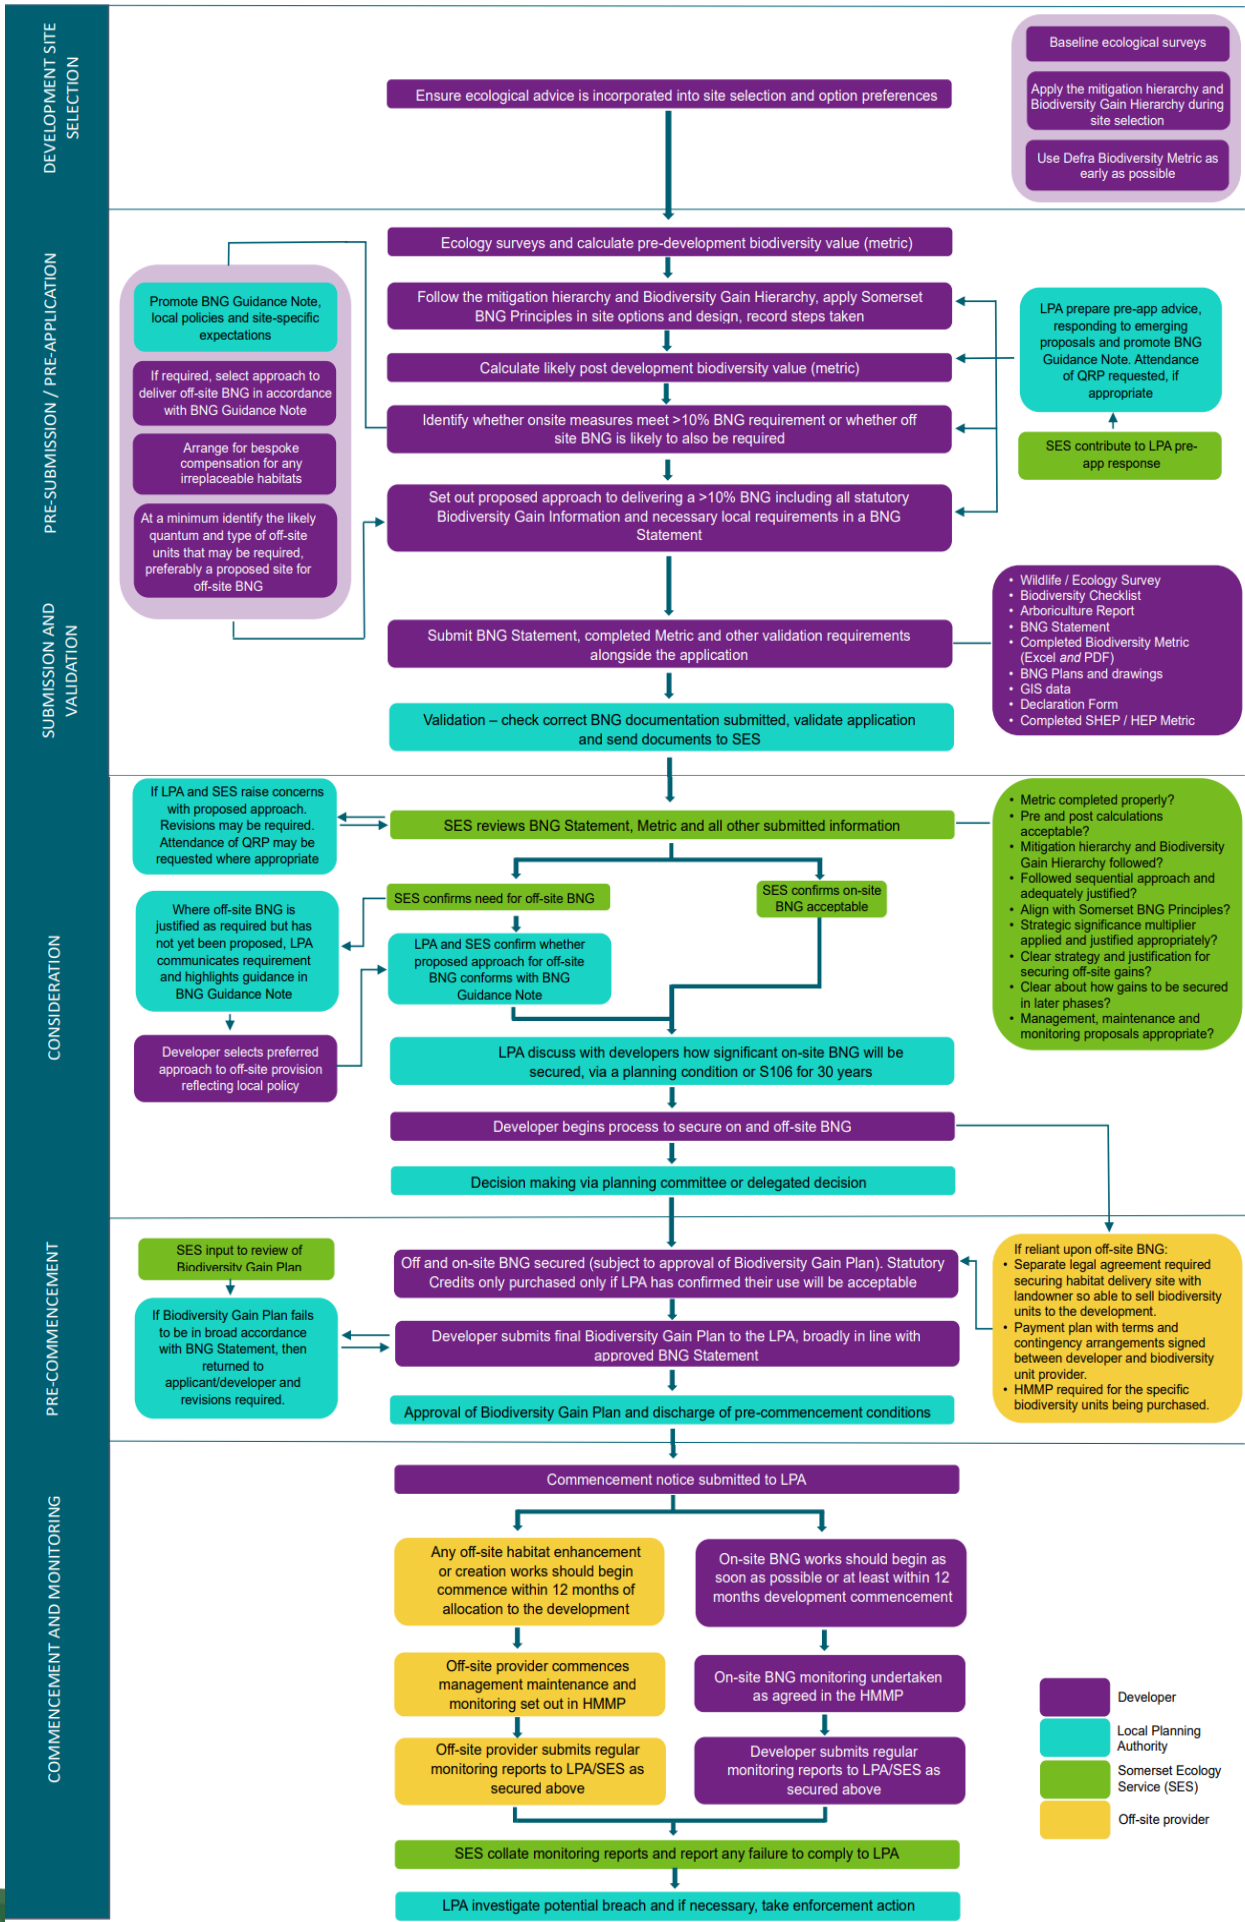 DEVELOPMENT SITE
SELECTION
Ensure ecological advice is incorporated into site selection and option preferences
Baseline ecological surveys
Apply the mitigation hierarchy and
Biodiversity Gain Hierarchy during
site selection
Use Defra Biodiversity Metric as
early as possible
PRE-SUBMISSION / PRE-APPLICATION
Ecology surveys and calculate pre-development biodiversity value (metric)
Follow the mitigation hierarchy and Biodiversity Gain Hierarchy, apply Somerset
BNG Principles in site options and design, record steps taken
Calculate likely post development biodiversity value (metric)
Identify whether onsite measures meet >10% BNG requirement or whether off
site BNG is likely to also be required
Set out proposed approach to delivering a >10% BNG including all statutory
Biodiversity Gain Information and necessary local requirements in a BNG
Statement
Promote BNG Guidance Note,
local policies and site-specific
expectations
If required, select approach to
deliver off-site BNG in accordance
with BNG Guidance Note
Arrange for bespoke
compensation for any
irreplaceable habitats
At a minimum identify the likely
quantum and type of off-site
units that may be required,
preferably a proposed site for
off-site BNG
LPA prepare pre-app advice,
responding to emerging
proposals and promote BNG
Guidance Note. Attendance
of QRP requested, if
appropriate
SES contribute to LPA pre-
app response
SUBMISSION AND
VALIDATION
Submit BNG Statement, completed Metric and other validation requirements
alongside the application
• Wildlife / Ecology Survey
• Biodiversity Checklist
• Arboriculture Report
• BNG Statement
• Completed Biodiversity Metric
(Excel and PDF)
• BNG Plans and drawings
• GIS data
• Declaration Form
• Completed SHEP / HEP Metric
Validation – check correct BNG documentation submitted, validate application
and send documents to SES
CONSIDERATION
If LPA and SES raise concerns
with proposed approach.
Revisions may be required.
Attendance of QRP may be
requested where appropriate
SES reviews BNG Statement, Metric and all other submitted information
• Metric completed properly?
• Pre and post calculations
acceptable?
• Mitigation hierarchy and Biodiversity
Gain Hierarchy followed?
• Followed sequential approach and
adequately justified?
• Align with Somerset BNG Principles?
• Strategic significance multiplier
applied and justified appropriately?
• Clear strategy and justification for
securing off-site gains?
• Clear about how gains to be secured
in later phases?
• Management, maintenance and
monitoring proposals appropriate?
SES confirms need for off-site BNG
SES confirms on-site
BNG acceptable
Where off-site BNG is
justified as required but has
not yet been proposed, LPA
communicates requirement
and highlights guidance in
BNG Guidance Note
LPA and SES confirm whether
proposed approach for off-site
BNG conforms with BNG
Guidance Note
Developer selects preferred
approach to off-site provision
reflecting local policy
LPA discuss with developers how significant on-site BNG will be
secured, via a planning condition or S106 for 30 years
Developer begins process to secure on and off-site BNG
Decision making via planning committee or delegated decision
PRE-COMMENCEMENT
SES input to review of
Biodiversity Gain Plan
If Biodiversity Gain Plan fails
to be in broad accordance
with BNG Statement, then
returned to
applicant/developer and
revisions required.
Off and on-site BNG secured (subject to approval of Biodiversity Gain Plan). Statutory
Credits only purchased only if LPA has confirmed their use will be acceptable
Developer submits final Biodiversity Gain Plan to the LPA, broadly in line with
approved BNG Statement
Approval of Biodiversity Gain Plan and discharge of pre-commencement conditions
If reliant upon off-site BNG:
• Separate legal agreement required
securing habitat delivery site with
landowner so able to sell biodiversity
units to the development.
• Payment plan with terms and
contingency arrangements signed
between developer and biodiversity
unit provider.
• HMMP required for the specific
biodiversity units being purchased.
COMMENCEMENT AND MONITORING
Commencement notice submitted to LPA
Any off-site habitat enhancement
or creation works should begin
commence within 12 months of
allocation to the development
On-site BNG works should begin as
soon as possible or at least within 12
months development commencement
Off-site provider commences
management maintenance and
monitoring set out in HMMP
On-site BNG monitoring undertaken
as agreed in the HMMP
Off-site provider submits regular
monitoring reports to LPA/SES as
secured above
Developer submits regular
monitoring reports to LPA/SES as
secured above
SES collate monitoring reports and report any failure to comply to LPA
LPA investigate potential breach and if necessary, take enforcement action
Developer
Local Planning
Authority
Somerset Ecology
Service (SES)
Off-site provider